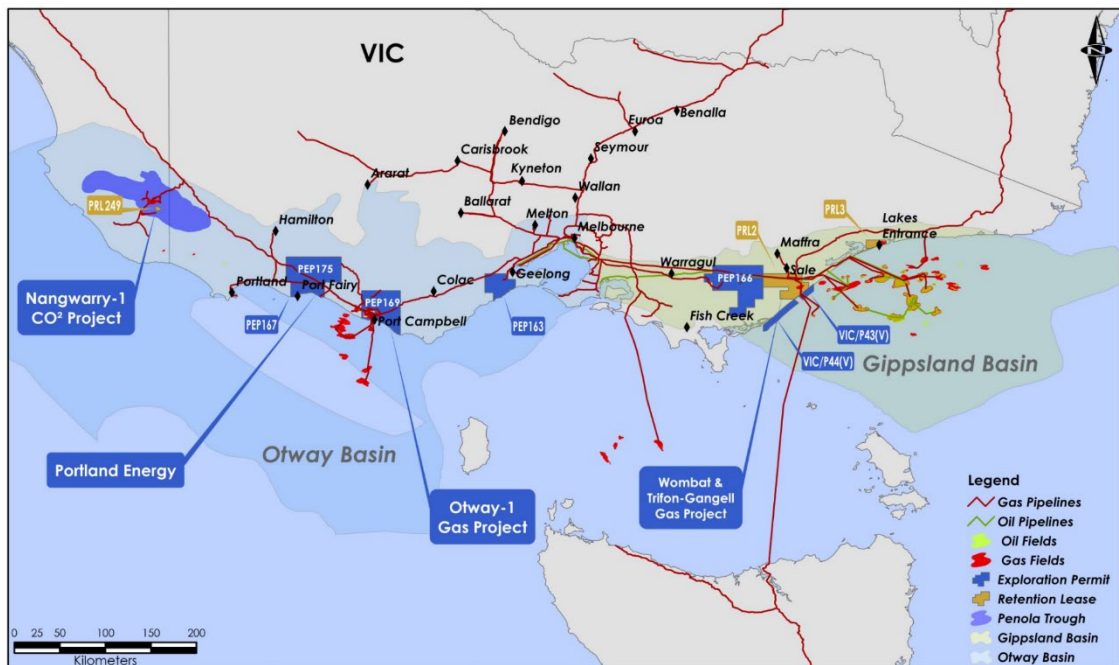 VIC
Benalla
Euroa
Bendigo
Seymour
Carisbrook
Kyneton
Ararat
Wallan
Ballarat
Melton
Melbourne
PRL249
Hamilton
PRL3
Lakes
Entrance
PRL2
Maffra
Sale
Nangwarry-1
CO² Project
PEP175
Portland
Port Fairy
PEP167
PEP169
Port Campbell
Colac
Geelong
PEP163
Warragul
PEP166
Fish Creek
VIC/P43(V)
VIC/P44(V)
Gippsland Basin
Otway Basin
Portland Energy
Otway-1
Gas Project
Wombat &
Trifon-Gangell
Gas Project
Legend
Gas Pipelines
Oil Pipelines
Oil Fields
Gas Fields
Exploration Permit
Retention Lease
Penola Trough
Gippsland Basin
Otway Basin
0 25 50 100 150 200
Kilometers